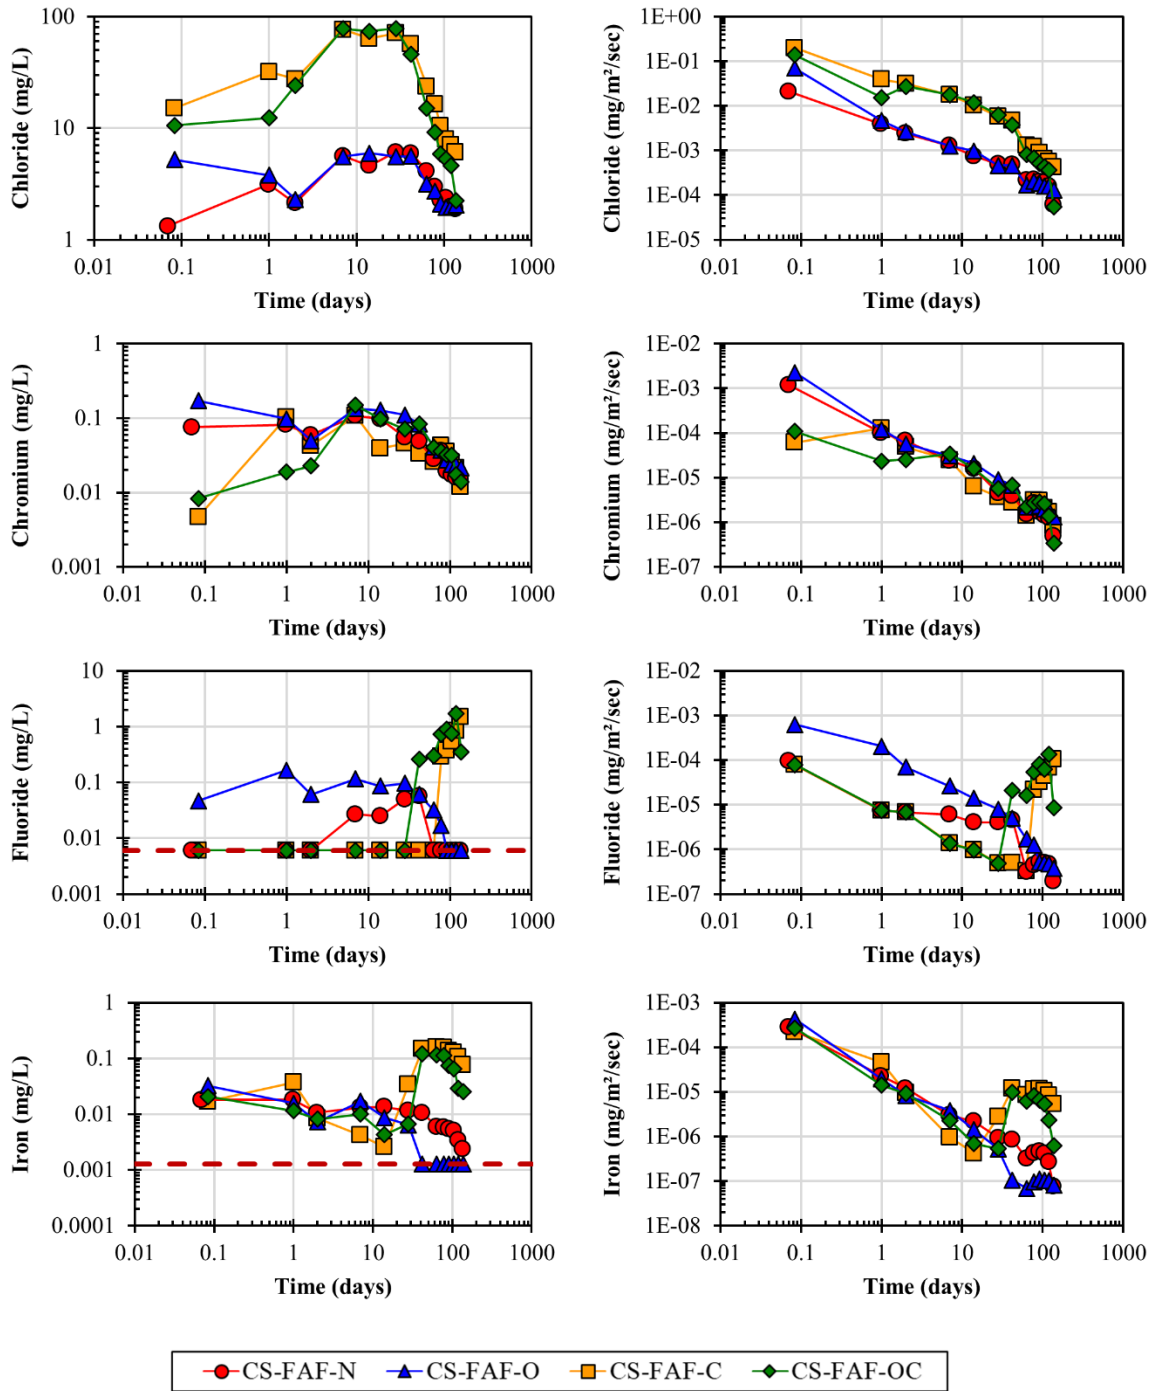 Chloride (mg/L)
100
10
1
0.01 0.1 1 10 100 1000
Time (days)
Chloride (mg/m²/sec)
1E+00
1E-01
1E-02
1E-03
1E-04
1E-05
0.01 0.1 1 10 100 1000
Time (days)
Chromium (mg/L)
1
0.1
0.01
0.001
0.01 0.1 1 10 100 1000
Time (days)
Chromium (mg/m²/sec)
1E-02
1E-03
1E-04
1E-05
1E-06
1E-07
0.01 0.1 1 10 100 1000
Time (days)
Fluoride (mg/L)
10
1
0.1
0.01
0.001
0.01 0.1 1 10 100 1000
Time (days)
Fluoride (mg/m²/sec)
1E-02
1E-03
1E-04
1E-05
1E-06
1E-07
0.01 0.1 1 10 100 1000
Time (days)
Iron (mg/L)
1
0.1
0.01
0.001
0.0001
0.01 0.1 1 10 100 1000
Time (days)
Iron (mg/m²/sec)
1E-03
1E-04
1E-05
1E-06
1E-07
1E-08
0.01 0.1 1 10 100 1000
Time (days)
CS-FAF-N CS-FAF-O CS-FAF-C CS-FAF-OC